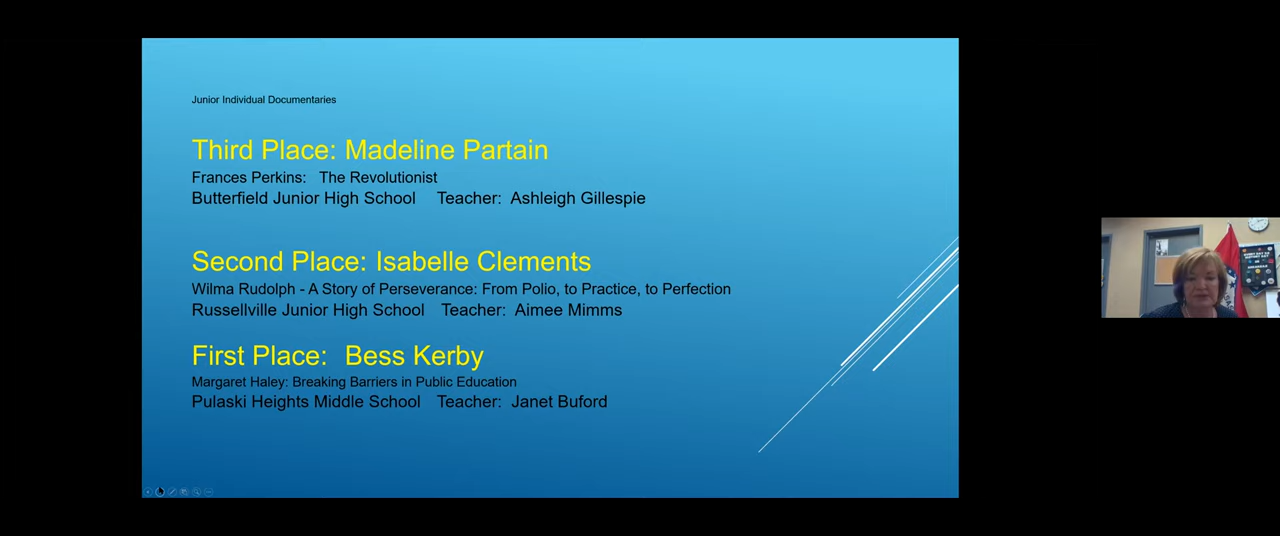 Junior Individual Documentaries
Third Place: Madeline Partain
Frances Perkins: The Revolutionist
Butterfield Junior High School Teacher: Ashleigh Gillespie
Second Place: Isabelle Clements
Wilma Rudolph - A Story of Perseverance: From Polio, to Practice, to Perfection
Russellville Junior High School Teacher: Aimee Mimms
First Place: Bess Kerby
Margaret Haley: Breaking Barriers in Public Education
Pulaski Heights Middle School Teacher: Janet Buford